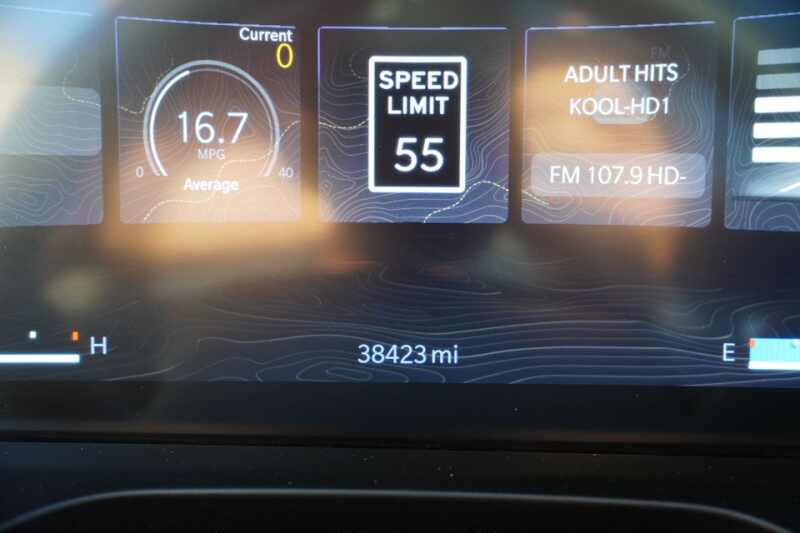 Current
0
16.7
MPG
0
40
Average
SPEED
LIMIT
55
FM
ADULT HITS
KOOL-HD1
FM 107.9 HD-
H
38423 mi
E